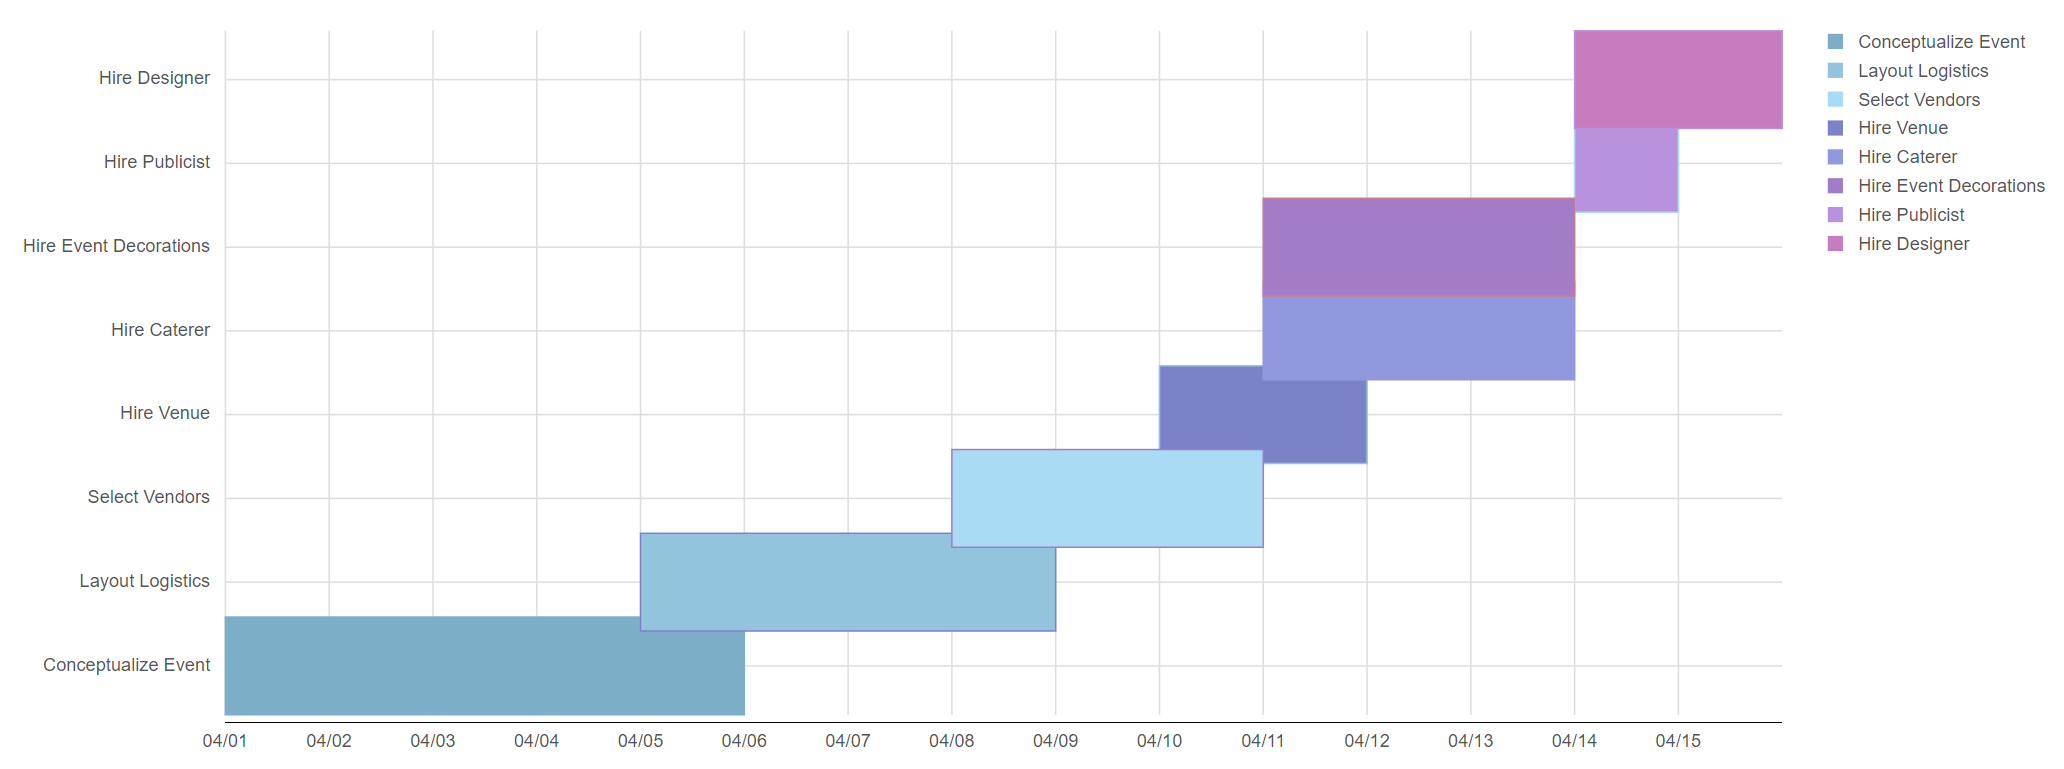 Hire Designer
Hire Publicist
Hire Event Decorations
Hire Caterer
Hire Venue
Select Vendors
Layout Logistics
Conceptualize Event
04/01 04/02 04/03 04/04 04/05 04/06 04/07 04/08 04/09 04/10 04/11 04/12 04/13 04/14 04/15
Conceptualize Event
Layout Logistics
Select Vendors
Hire Venue
Hire Caterer
Hire Event Decorations
Hire Publicist
Hire Designer